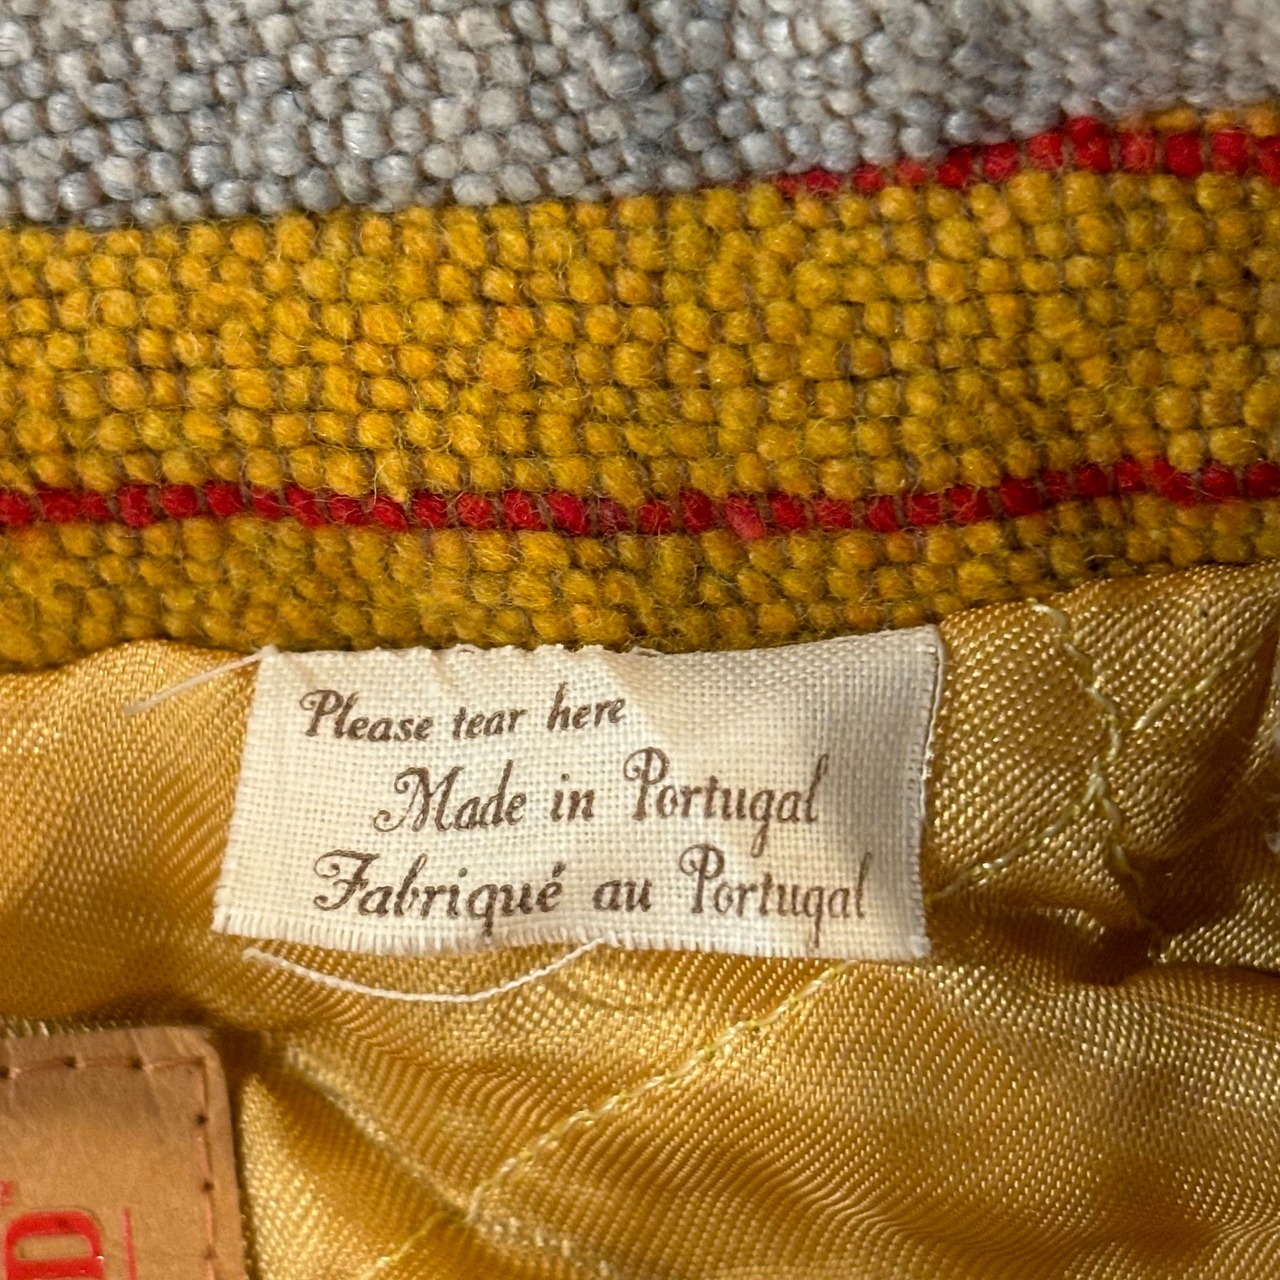 Please tear here
Made in Portugal
Fabriqué au Portugal